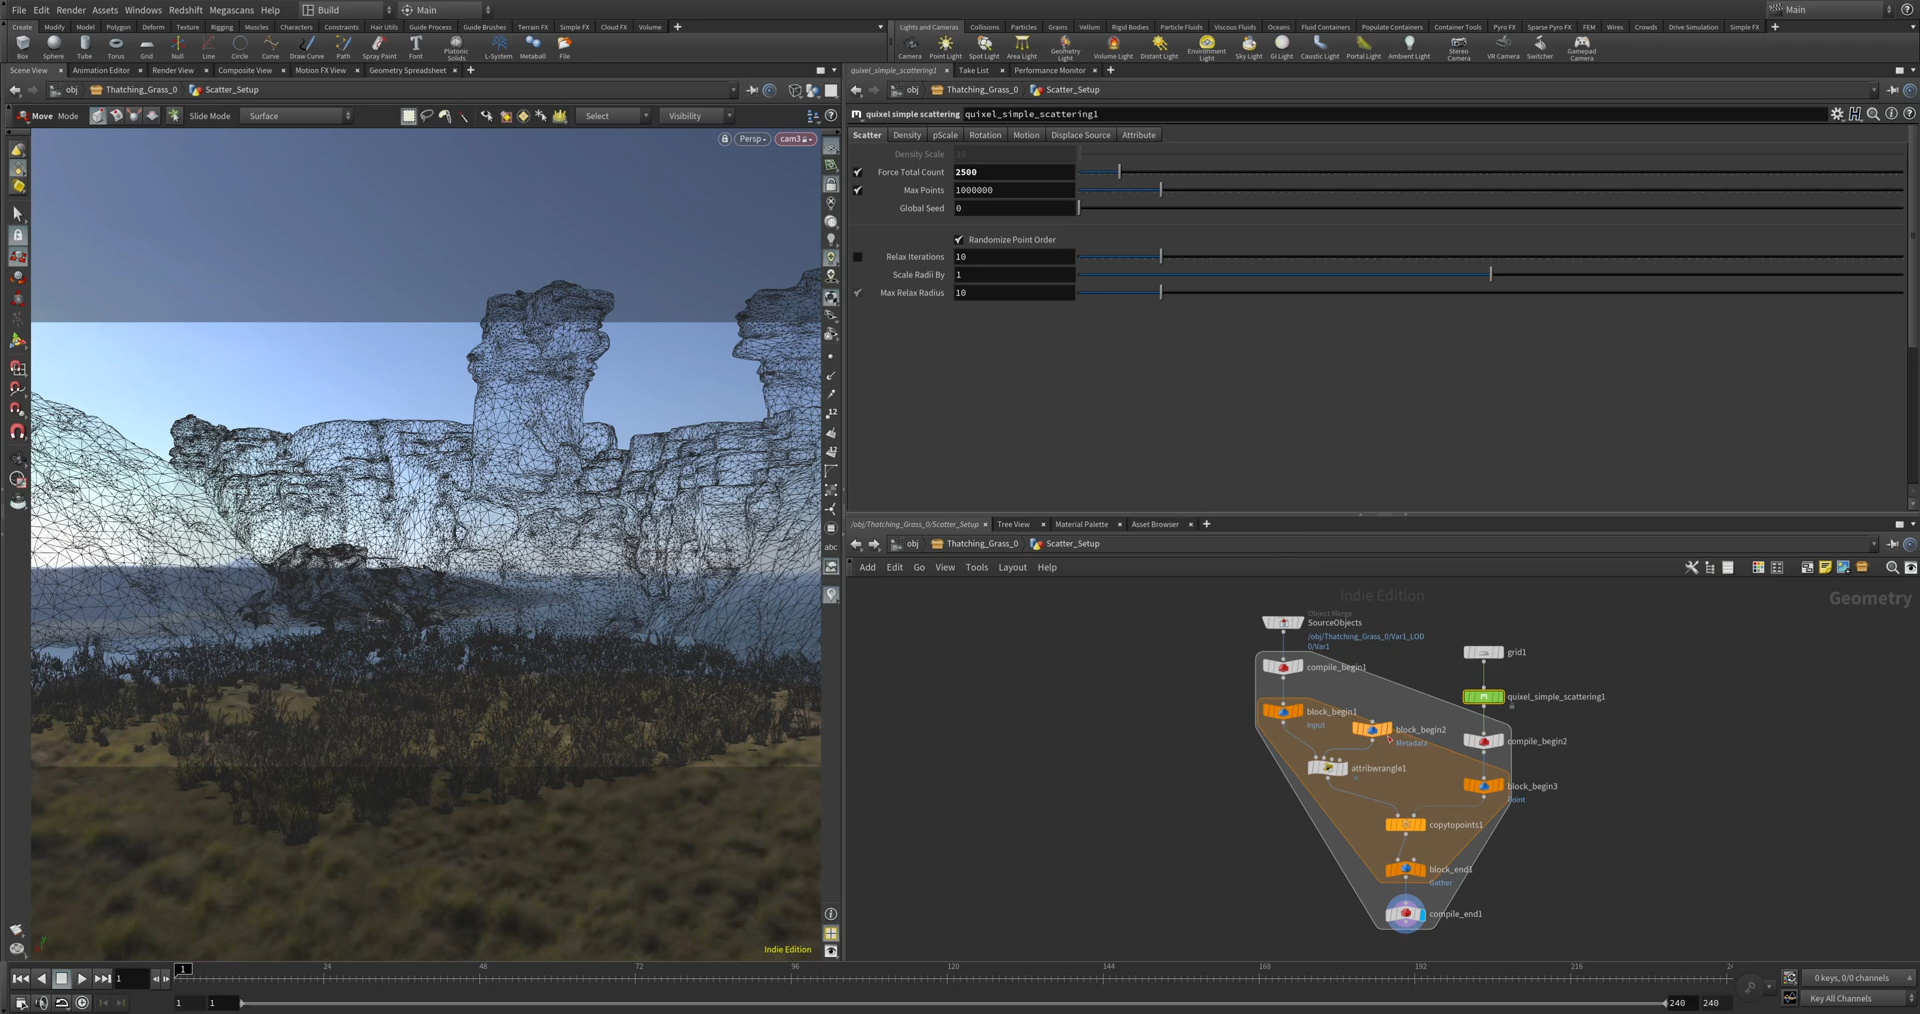 File Edit Render Assets Windows Redshift Megascans Help Build Main Main
Create Modify Model Polygon Deform Texture Rigging Muscles Characters Constraints Hair Utils Guide Process Guide Brushes Terrain FX Simple FX Cloud FX Volume
Lights and Cameras Collisions Particles Grains Vellum Rigid Bodies Particle Fluids Viscous Fluids Oceans Fluid Containers Populate Containers Container Tools Pyro FX Sparse Pyro FX FEM Wires Crowds Drive Simulation Simple FX
Box Sphere Tube Torus Grid Null Line Circle Curve Draw Curve Path Spray Paint Font Platonic Solids L-System Metaball File
Camera Point Light Spot Light Area Light Geometry Light Volume Light Distant Light Environment Light Sky Light GI Light Caustic Light Portal Light Ambient Light Stereo Camera VR Camera Switcher Gamepad Camera
Scene View Animation Editor Render View Composite View Motion FX View Geometry Spreadsheet
obj Thatching_Grass_0 Scatter_Setup
Move Mode Slide Mode Surface Select Visibility
Persp cam3
12
12
abc
Indie Edition
quixel_simple_scattering1 Take List Performance Monitor
obj Thatching_Grass_0 Scatter_Setup
quixel simple scattering quixel_simple_scattering1
Scatter Density pScale Rotation Motion Displace Source Attribute
Density Scale 10
Force Total Count 2500
Max Points 1000000
Global Seed 0
Randomize Point Order
Relax Iterations 10
Scale Radii By 1
Max Relax Radius 10
/obj/Thatching_Grass_0/Scatter_Setup Tree View Material Palette Asset Browser
obj Thatching_Grass_0 Scatter_Setup
Add Edit Go View Tools Layout Help
Indie Edition
Geometry
Object Merge
SourceObjects
/obj/Thatching_Grass_0/Var1_LOD
0/Var1
grid1
compile_begin1
quixel_simple_scattering1
block_begin1
Input
block_begin2
Metadata
compile_begin2
attribwrangle1
block_begin3
Point
copytopoints1
block_end1
Gather
compile_end1
1 1 24 48 72 96 120 144 168 192 216 24
0 keys, 0/0 channels
1 1 240 240
Key All Channels